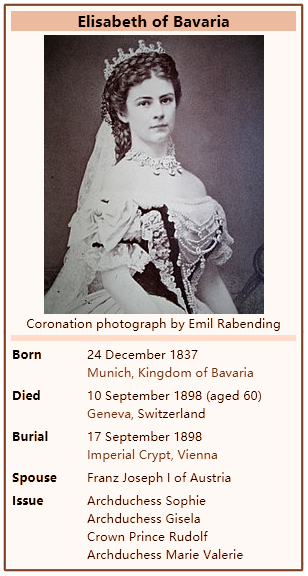 Elisabeth of Bavaria
Coronation photograph by Emil Rabending
Born 24 December 1837
Munich, Kingdom of Bavaria
Died 10 September 1898 (aged 60)
Geneva, Switzerland
Burial 17 September 1898
Imperial Crypt, Vienna
Spouse Franz Joseph I of Austria
Issue Archduchess Sophie
Archduchess Gisela
Crown Prince Rudolf
Archduchess Marie Valerie